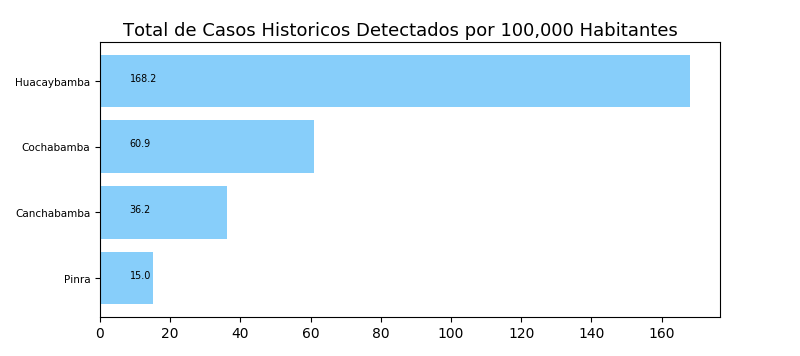 Total de Casos Historicos Detectados por 100,000 Habitantes
Huacaybamba 168.2
Cochabamba 60.9
Canchabamba 36.2
Pinra 15.0
0 20 40 60 80 100 120 140 160